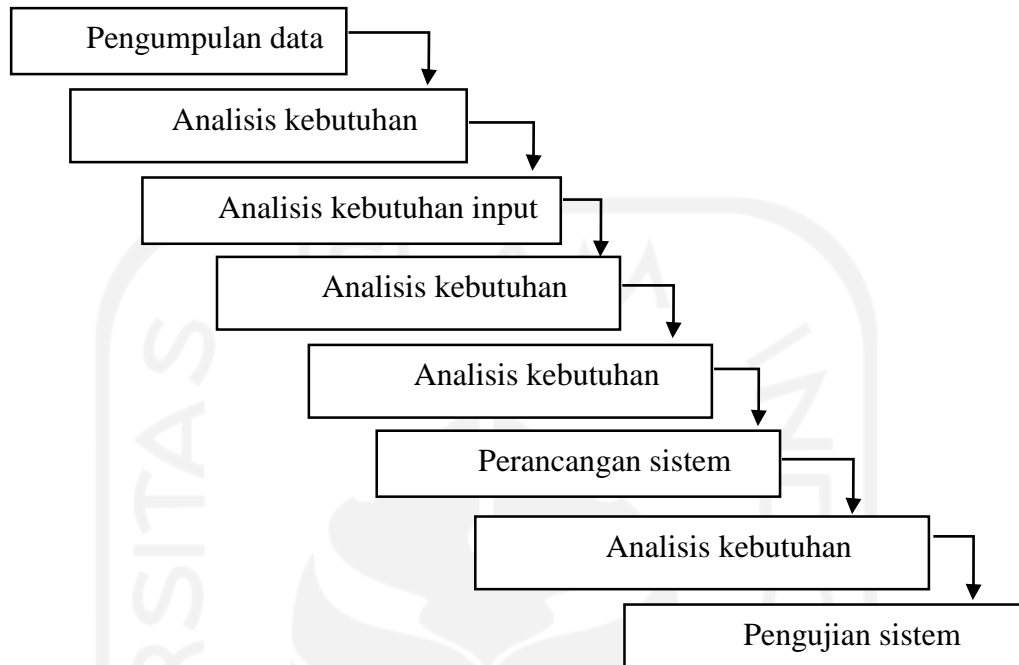 Pengumpulan data
Analisis kebutuhan
Analisis kebutuhan input
Analisis kebutuhan
Analisis kebutuhan
Perancangan sistem
Analisis kebutuhan
Pengujian sistem